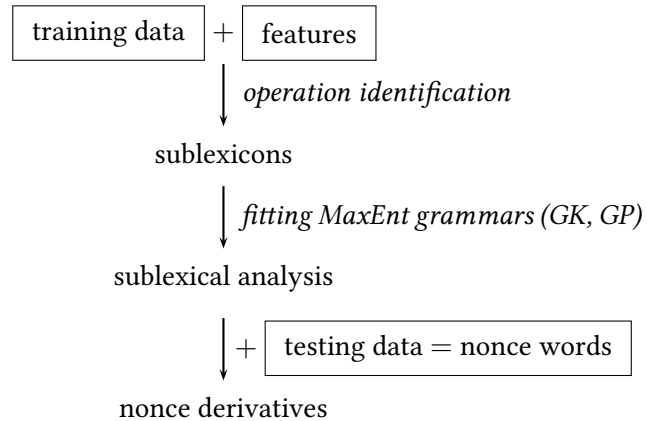 training data + features
operation identification
sublexicons
fitting MaxEnt grammars (GK, GP)
sublexical analysis
+ testing data = nonce words
nonce derivatives